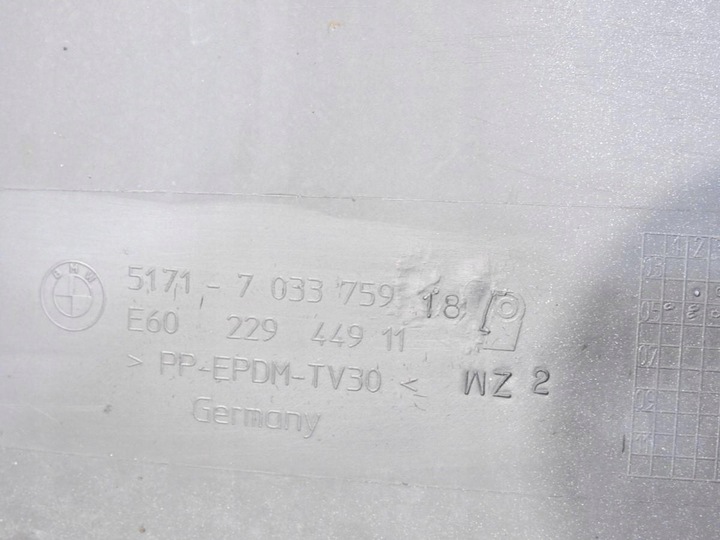 BMW
5171 - 7 033 759 18
E60 229 449 11
> PP-EPDM-TV30 < WZ 2
Germany